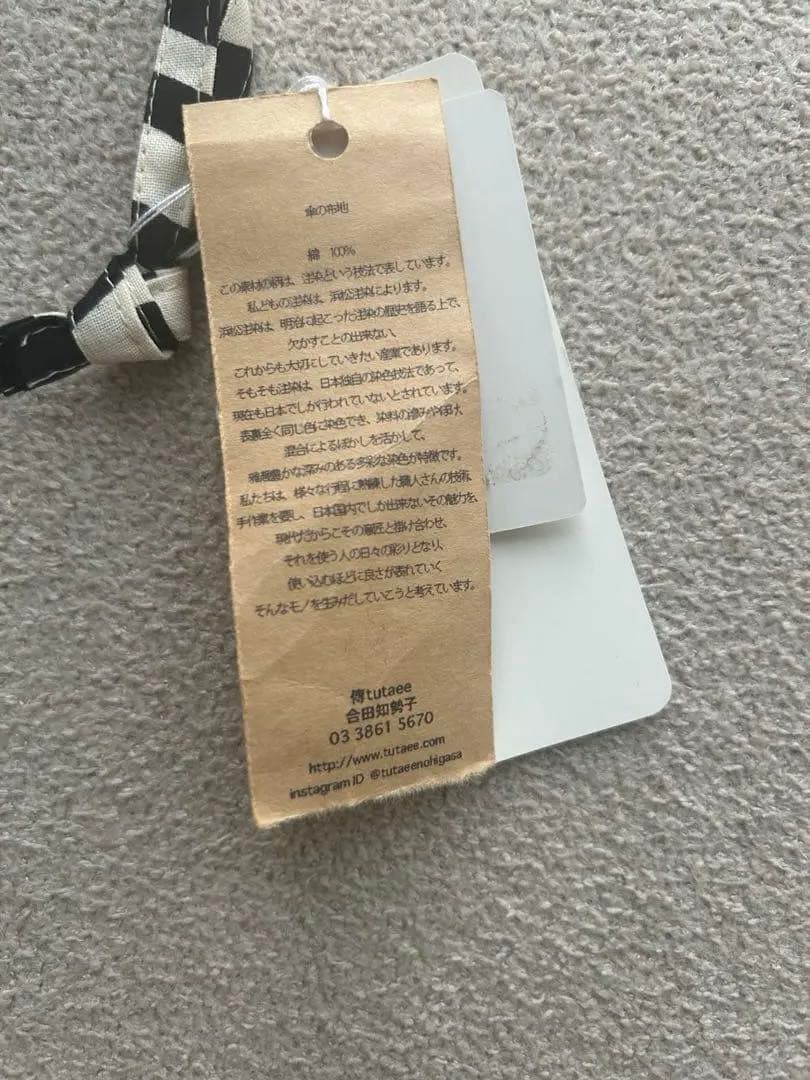 傘の布地
綿 100%
この素材の柄は、注染という技法で表しています。
私どもの注染は、浜松注染によります。
浜松注染は、明治に起こった注染の歴史を語る上で、
欠かすことの出来ない、
これからも大切にしていきたい産業であります。
そもそも注染は、日本独自の染色技法であって、
現在も日本でしか行われていないとされています。
表裏全く同じ色に染色でき、染料の滲みやぼけ、
混合によるぼかしを活かして、
雅趣豊かな深みのある多彩な染色が特徴です。
私たちは、様々な行程に熟練した職人さんの技術、
手作業を要し、日本国内でしか出来ないその魅力を、
現代だからこその意匠と掛け合わせ、
それを使う人の日々の彩りとなり、
使い込むほどに良さが表れていく
そんなモノを生みだしていこうと考えています。
傳tutaee
合田知勢子
03 3861 5670
http://www.tutaee.com
instagram ID @tutaeenohigasa